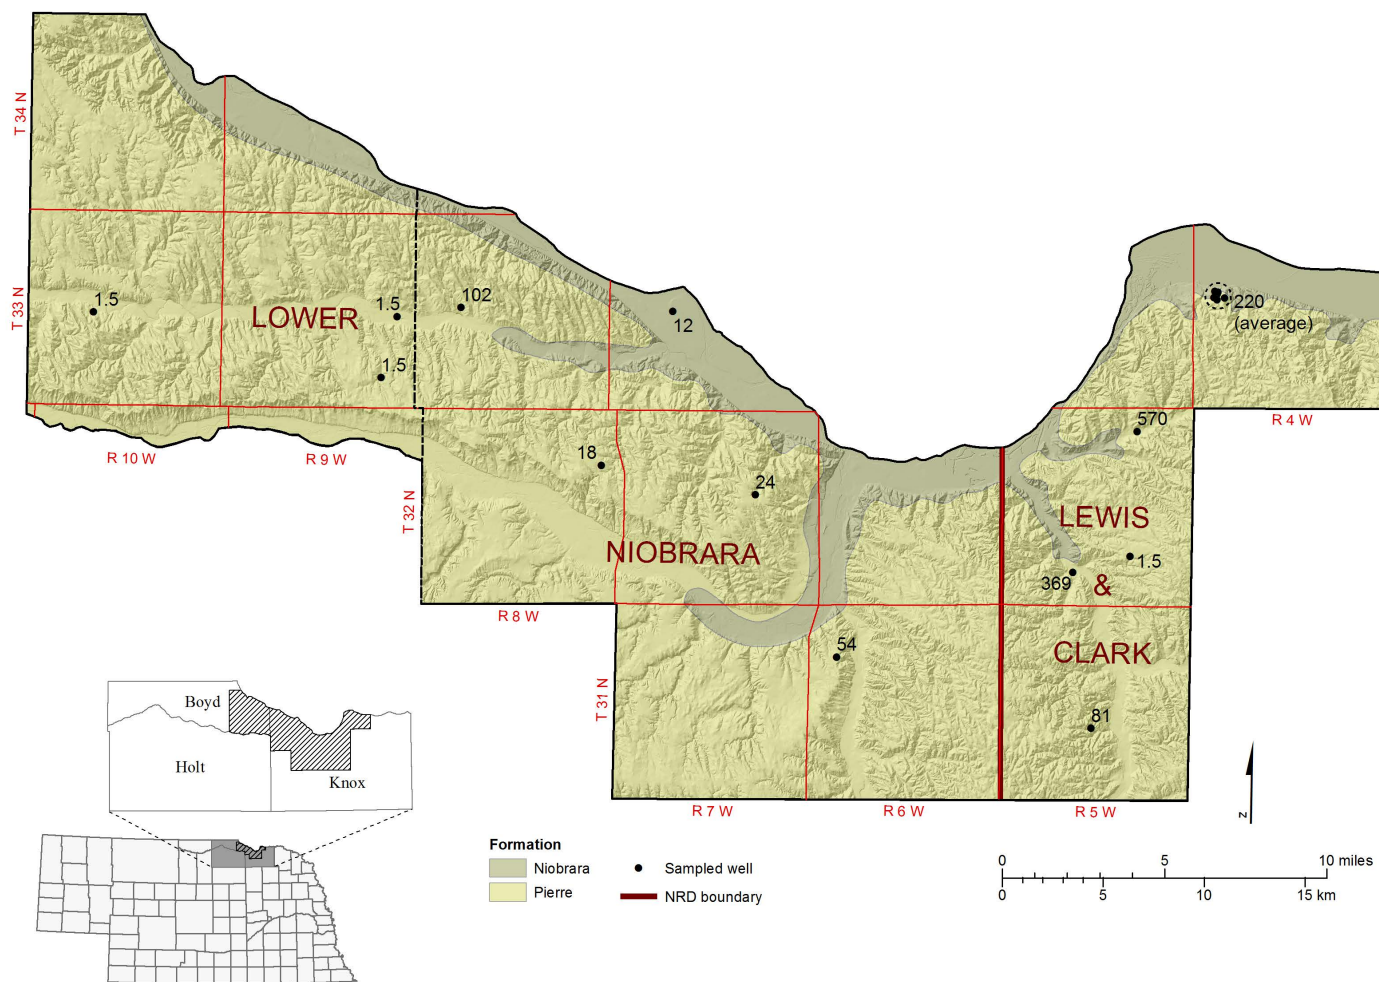 T 34 N
T 33 N
1.5
LOWER
1.5
102
1.5
12
220
(average)
R 10 W
R 9 W
T 32 N
18
24
570
R 4 W
NIOBRARA
LEWIS
&
CLARK
369
1.5
R 8 W
54
T 31 N
81
R 7 W
R 6 W
R 5 W
Boyd
Holt
Knox
Formation
Niobrara
Pierre
Sampled well
NRD boundary
N
0 5 10 miles
0 5 10 15 km